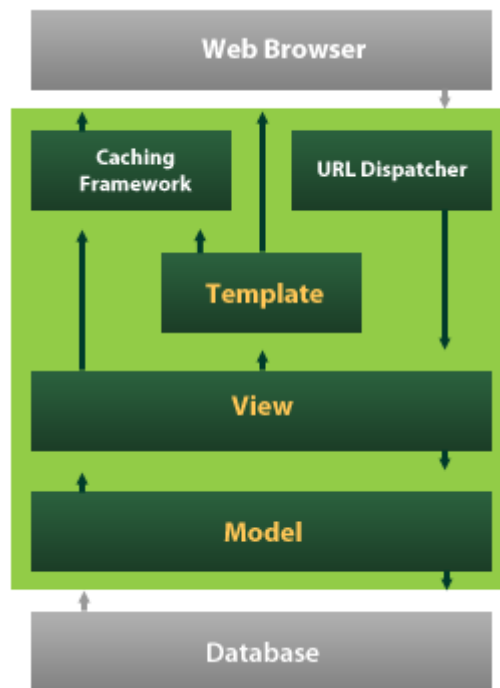 Web Browser
Caching
Framework
URL Dispatcher
Template
View
Model
Database